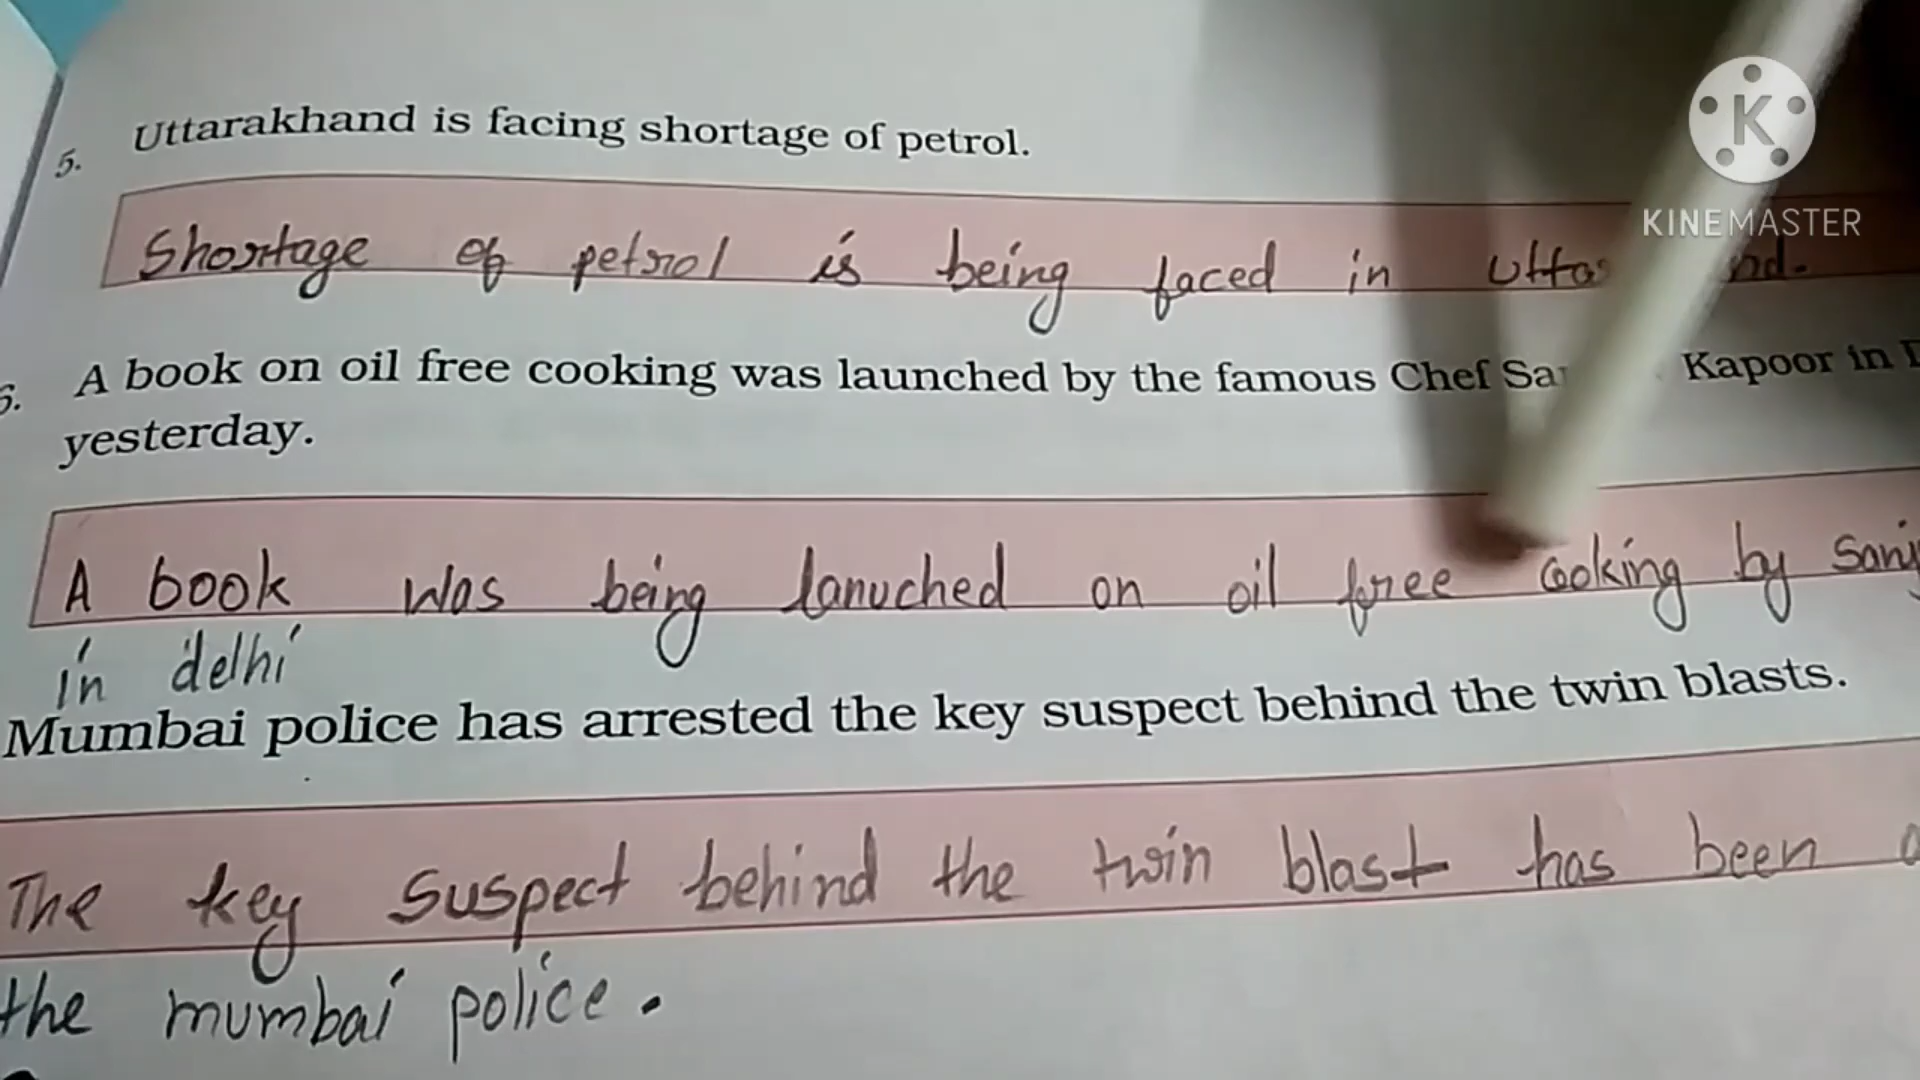 KINEMASTER
5. Uttarakhand is facing shortage of petrol.
Shortage of petrol is being faced in
A book on oil free cooking was launched by the famous Chef Kapoor in
yesterday.
A book was being lanuched on oil free cooking by
in delhi
Mumbai police has arrested the key suspect behind the twin blasts.
The key suspect behind the twin blast has been
the mumbai police.